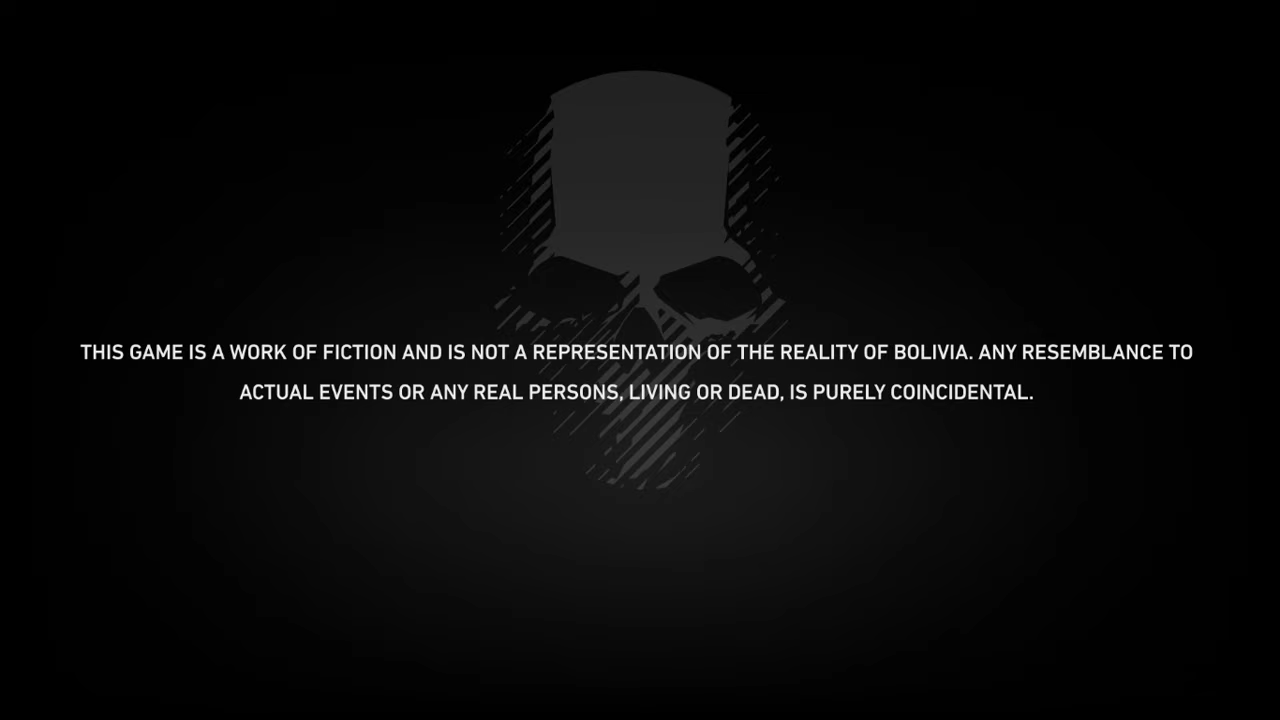 THIS GAME IS A WORK OF FICTION AND IS NOT A REPRESENTATION OF THE REALITY OF BOLIVIA. ANY RESEMBLANCE TO
ACTUAL EVENTS OR ANY REAL PERSONS, LIVING OR DEAD, IS PURELY COINCIDENTAL.